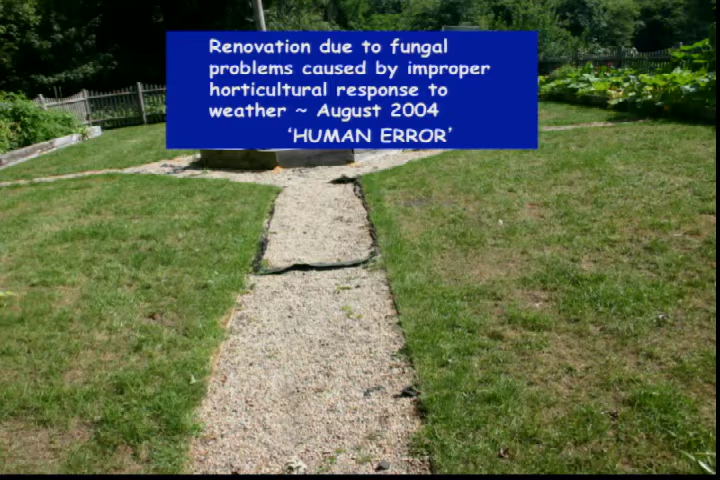 Renovation due to fungal
problems caused by improper
horticultural response to
weather ~ August 2004
‘HUMAN ERROR’